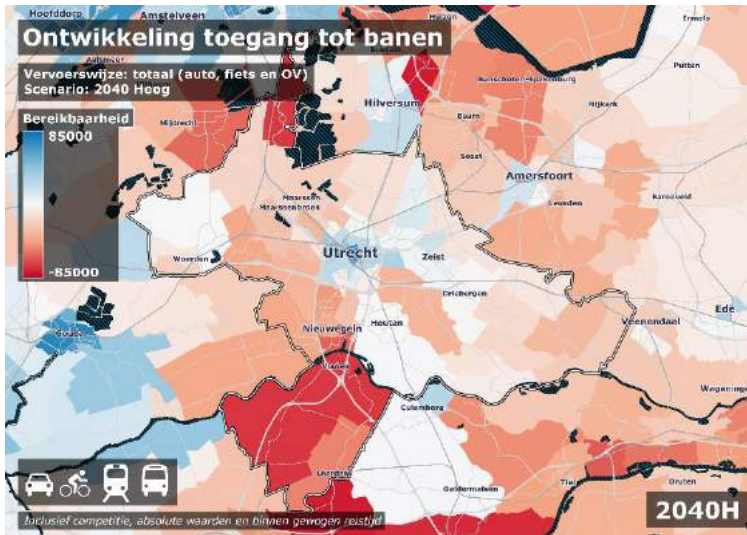 Hoofddorp
Amstelveen
Huizen
Ermelo
Ontwikkeling toegang tot banen
Aalsmeer
Putten
Vervoerswijze: totaal (auto, fiets en OV)
Scenario: 2040 Hoog
Bunschoten-Spakenburg
Hilversum
Nijkerk
Bereikbaarheid
85000
Mijdrecht
Baarn
Soest
Amersfoort
Leusden
Barneveld
Maarssen
Maarssenbroek
Utrecht
Zeist
Woerden
-85000
Driebergen
Ede
Gouda
Nieuwegein
Houten
Veenendaal
Vianen
Wageningen
Culemborg
Leerdam
Geldermalsen
Tiel
Druten
2040H
Inclusief competitie, absolute waarden en binnen gewogen reistijd